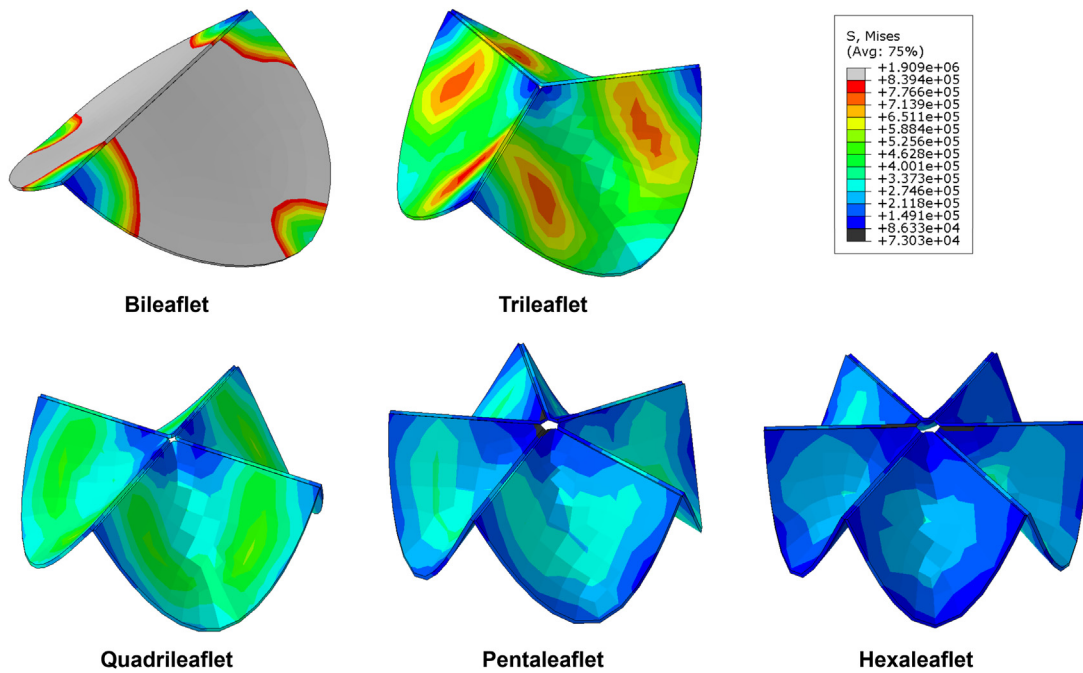 S, Mises
(Avg: 75%)
+1.909e+06
+8.394e+05
+7.766e+05
+7.139e+05
+6.511e+05
+5.884e+05
+5.256e+05
+4.628e+05
+4.001e+05
+3.373e+05
+2.746e+05
+2.118e+05
+1.491e+05
+8.633e+04
+7.303e+04
Bileaflet
Trileaflet
Quadrileaflet
Pentaleaflet
Hexaleaflet